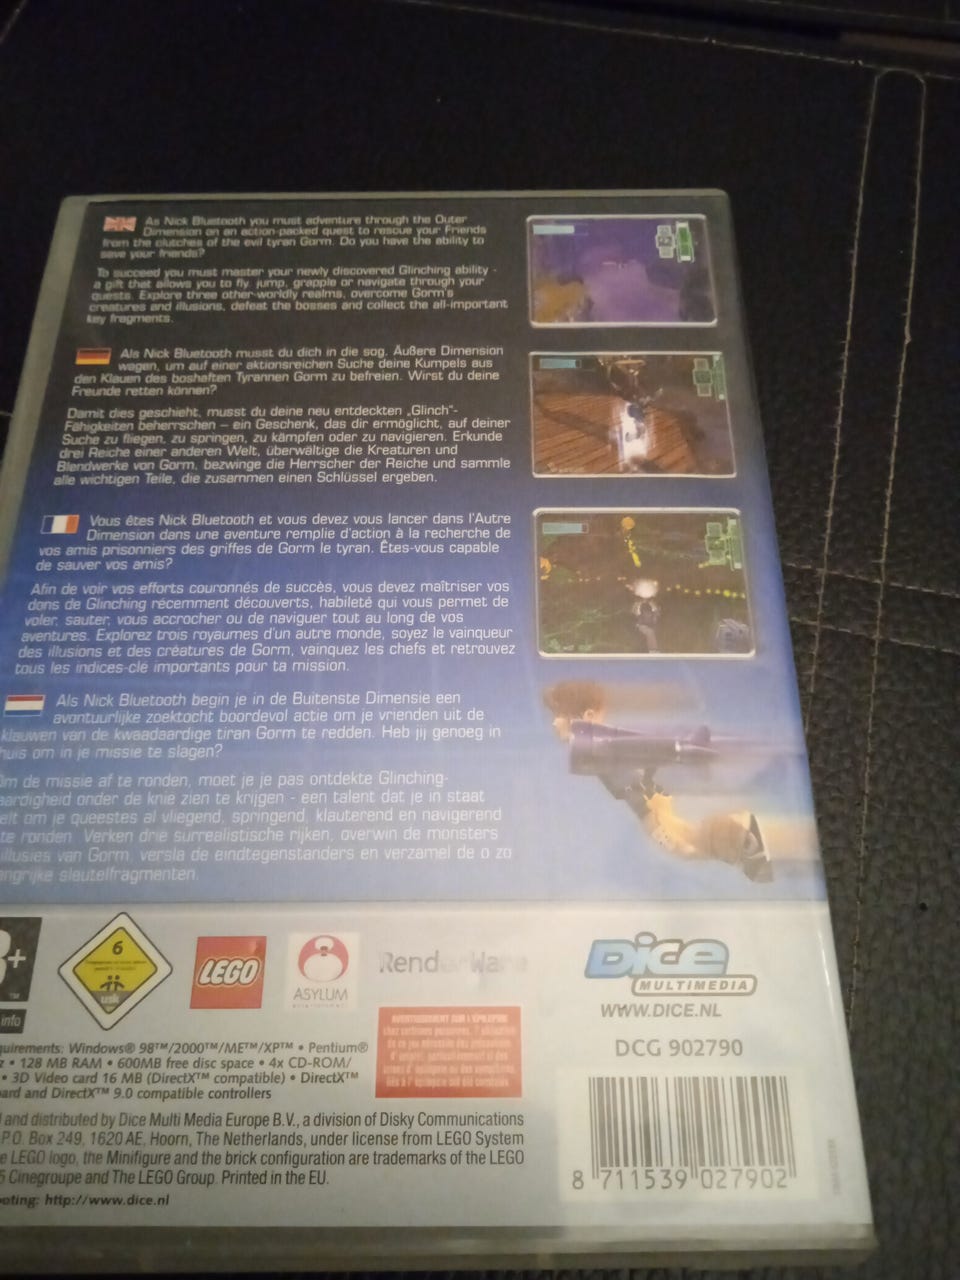 As Nick Bluetooth you must adventure through the Outer
Dimension on an action-packed quest to rescue your Friends
from the clutches of the evil tyran Gorm. Do you have the ability to
save your friends?
To succeed you must master your newly discovered Glinching ability -
a gift that allows you to fly, jump, grapple or navigate through your
quests. Explore three other-worldly realms, overcome Gorm's
creatures and illusions, defeat the bosses and collect the all-important
key fragments.
Als Nick Bluetooth musst du dich in die sog. Äußere Dimension
wagen, um auf einer aktionsreichen Suche deine Kumpels aus
den Klauen des boshaften Tyrannen Gorm zu befreien. Wirst du deine
Freunde retten können?
Damit dies geschieht, musst du deine neu entdeckten „Glinch"-
Fähigkeiten beherrschen – ein Geschenk, das dir ermöglicht, auf deiner
Suche zu fliegen, zu springen, zu kämpfen oder zu navigieren. Erkunde
drei Reiche einer anderen Welt, überwältige die Kreaturen und
Blendwerke von Gorm, bezwinge die Herrscher der Reiche und sammle
alle wichtigen Teile, die zusammen einen Schlüssel ergeben.
Vous êtes Nick Bluetooth et vous devez vous lancer dans l'Autre
Dimension dans une aventure remplie d'action à la recherche de
vos amis prisonniers des griffes de Gorm le tyran. Êtes-vous capable
de sauver vos amis?
Afin de voir vos efforts couronnés de succès, vous devez maîtriser vos
dons de Glinching récemment découverts, habileté qui vous permet de
voler, sauter, vous accrocher ou de naviguer tout au long de vos
aventures. Explorez trois royaumes d'un autre monde, soyez le vainqueur
des illusions et des créatures de Gorm, vainquez les chefs et retrouvez
tous les indices-clé importants pour ta mission.
Als Nick Bluetooth begin je in de Buitenste Dimensie een
avontuurlijke zoektocht boordevol actie om je vrienden uit de
klauwen van de kwaadaardige tiran Gorm te redden. Heb jij genoeg in
huis om in je missie te slagen?
Om de missie af te ronden, moet je je pas ontdekte Glinching-
aardigheid onder de knie zien te krijgen - een talent dat je in staat
elt om je queestes al vliegend, springend, klauterend en navigerend
te ronden. Verken drie surrealistische rijken, overwin de monsters
illusies van Gorm, versla de eindtegenstanders en verzamel de o zo
angrijke sleutelfragmenten.
3+
TM
info
6
usk
LEGO
ASYLUM
entertainment
RenderWare
AVERTISSEMENT SUR L'ÉPILEPSIE
Dice
MULTIMEDIA
WWW.DICE.NL
DCG 902790
quirements: Windows® 98™/2000™/ME™/XP™ • Pentium®
z • 128 MB RAM • 600MB free disc space • 4x CD-ROM/
• 3D Video card 16 MB (DirectX™ compatible) • DirectX™
ard and DirectX™ 9.0 compatible controllers
and distributed by Dice Multi Media Europe B.V., a division of Disky Communications
P.O. Box 249, 1620 AE, Hoorn, The Netherlands, under license from LEGO System
e LEGO logo, the Minifigure and the brick configuration are trademarks of the LEGO
5 Cinegroupe and The LEGO Group. Printed in the EU.
oting: http://www.dice.nl
8 711539 027902